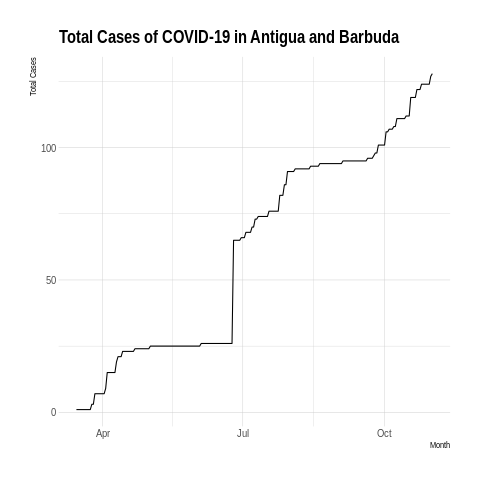 Total Cases of COVID-19 in Antigua and Barbuda
Total Cases
100
50
0
Apr Jul Oct
Month